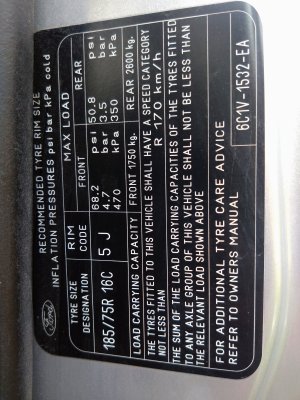 Ford
RECOMMENDED TYRE RIM SIZE
INFLATION PRESSURES psi bar kPa cold
TYRE SIZE
DESIGNATION
RIM
CODE
MAX LOAD
FRONT
REAR
185/75R 16C
5 J
68.2 psi 50.8 psi
4.7 bar 3.5 bar
470 kPa 350 kPa
LOAD CARRYING CAPACITY FRONT 1750 kg. REAR 2600 kg.
THE TYRES FITTED TO THIS VEHICLE SHALL HAVE A SPEED CATEGORY
NOT LESS THAN R 170 km/h
THE SUM OF THE LOAD CARRYING CAPACITIES OF THE TYRES FITTED
TO ANY AXLE GROUP OF THIS VEHICLE SHALL NOT BE LESS THAN
THE RELEVANT LOAD SHOWN ABOVE
FOR ADDITIONAL TYRE CARE ADVICE
REFER TO OWNERS MANUAL
6C1V-1532-EA